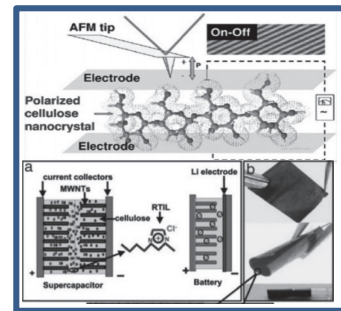 AFM tip
On-Off
+
P
-
Electrode
Polarized
cellulose
nanocrystal
Electrode
a
current collectors
MWNTs
cellulose
RTIL
Cl-
N
N
+
-
Supercapacitor
Li electrode
+
-
Battery
b